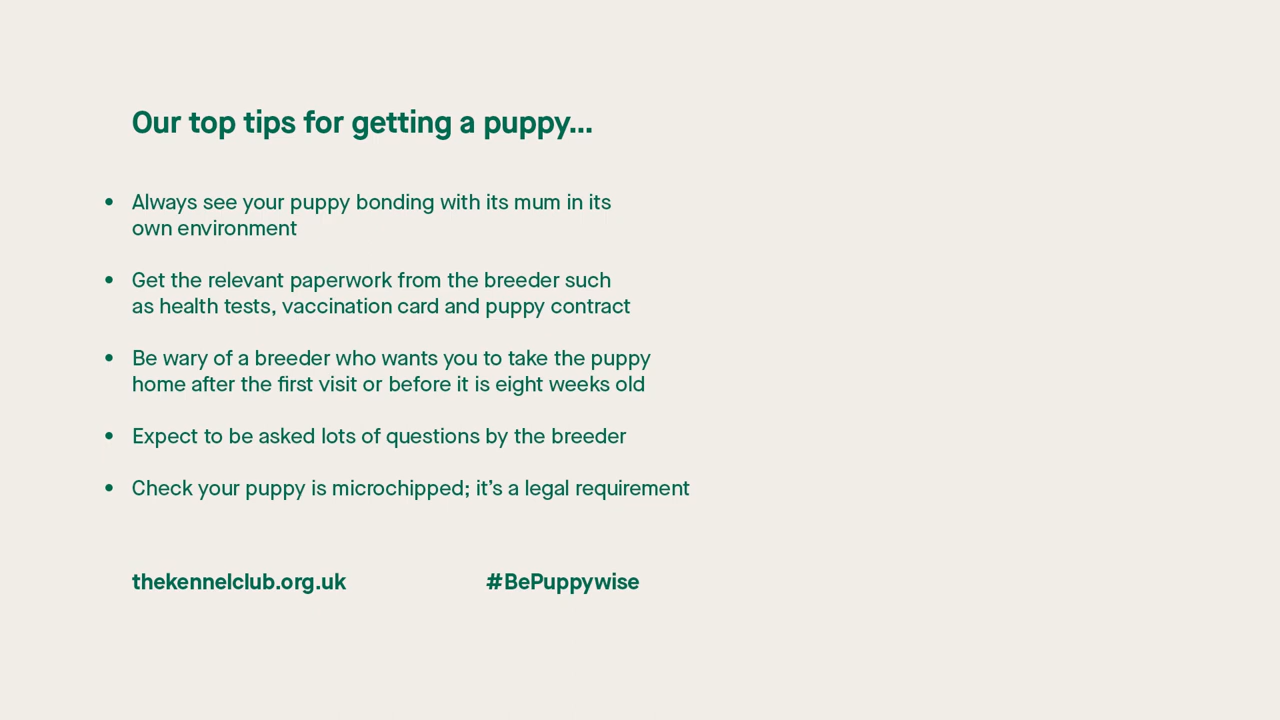 Our top tips for getting a puppy...
• Always see your puppy bonding with its mum in its
own environment
• Get the relevant paperwork from the breeder such
as health tests, vaccination card and puppy contract
• Be wary of a breeder who wants you to take the puppy
home after the first visit or before it is eight weeks old
• Expect to be asked lots of questions by the breeder
• Check your puppy is microchipped; it’s a legal requirement
thekennelclub.org.uk #BePuppywise